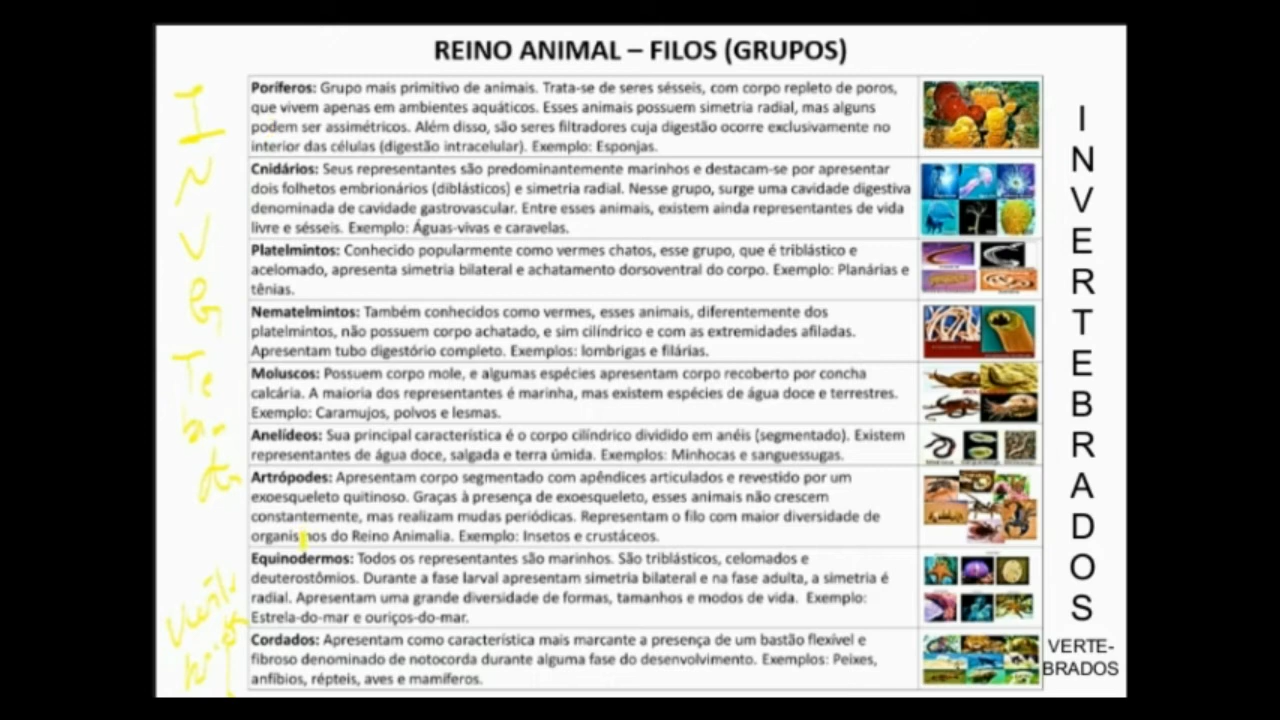 REINO ANIMAL – FILOS (GRUPOS)
Poríferos: Grupo mais primitivo de animais. Trata-se de seres sésseis, com corpo repleto de poros,
que vivem apenas em ambientes aquáticos. Esses animais possuem simetria radial, mas alguns
podem ser assimétricos. Além disso, são seres filtradores cuja digestão ocorre exclusivamente no
interior das células (digestão intracelular). Exemplo: Esponjas.
Cnidários: Seus representantes são predominantemente marinhos e destacam-se por apresentar
dois folhetos embrionários (diblásticos) e simetria radial. Nesse grupo, surge uma cavidade digestiva
denominada de cavidade gastrovascular. Entre esses animais, existem ainda representantes de vida
livre e sésseis. Exemplo: Águas-vivas e caravelas.
Platelmintos: Conhecido popularmente como vermes chatos, esse grupo, que é triblástico e
acelomado, apresenta simetria bilateral e achatamento dorsoventral do corpo. Exemplo: Planárias e
tênias.
Nematelmintos: Também conhecidos como vermes, esses animais, diferentemente dos
platelmintos, não possuem corpo achatado, e sim cilíndrico e com as extremidades afiladas.
Apresentam tubo digestório completo. Exemplos: lombrigas e filárias.
Moluscos: Possuem corpo mole, e algumas espécies apresentam corpo recoberto por concha
calcária. A maioria dos representantes é marinha, mas existem espécies de água doce e terrestres.
Exemplo: Caramujos, polvos e lesmas.
Anelídeos: Sua principal característica é o corpo cilíndrico dividido em anéis (segmentado). Existem
representantes de água doce, salgada e terra úmida. Exemplos: Minhocas e sanguessugas.
Artrópodes: Apresentam corpo segmentado com apêndices articulados e revestido por um
exoesqueleto quitinoso. Graças à presença de exoesqueleto, esses animais não crescem
constantemente, mas realizam mudas periódicas. Representam o filo com maior diversidade de
organismos do Reino Animalia. Exemplo: Insetos e crustáceos.
Equinodermos: Todos os representantes são marinhos. São triblásticos, celomados e
deuterostômios. Durante a fase larval apresentam simetria bilateral e na fase adulta, a simetria é
radial. Apresentam uma grande diversidade de formas, tamanhos e modos de vida. Exemplo:
Estrela-do-mar e ouriços-do-mar.
Cordados: Apresentam como característica mais marcante a presença de um bastão flexível e
fibroso denominado de notocorda durante alguma fase do desenvolvimento. Exemplos: Peixes,
anfíbios, répteis, aves e mamíferos.
INVERTEBRADOS
VERTE-
BRADOS